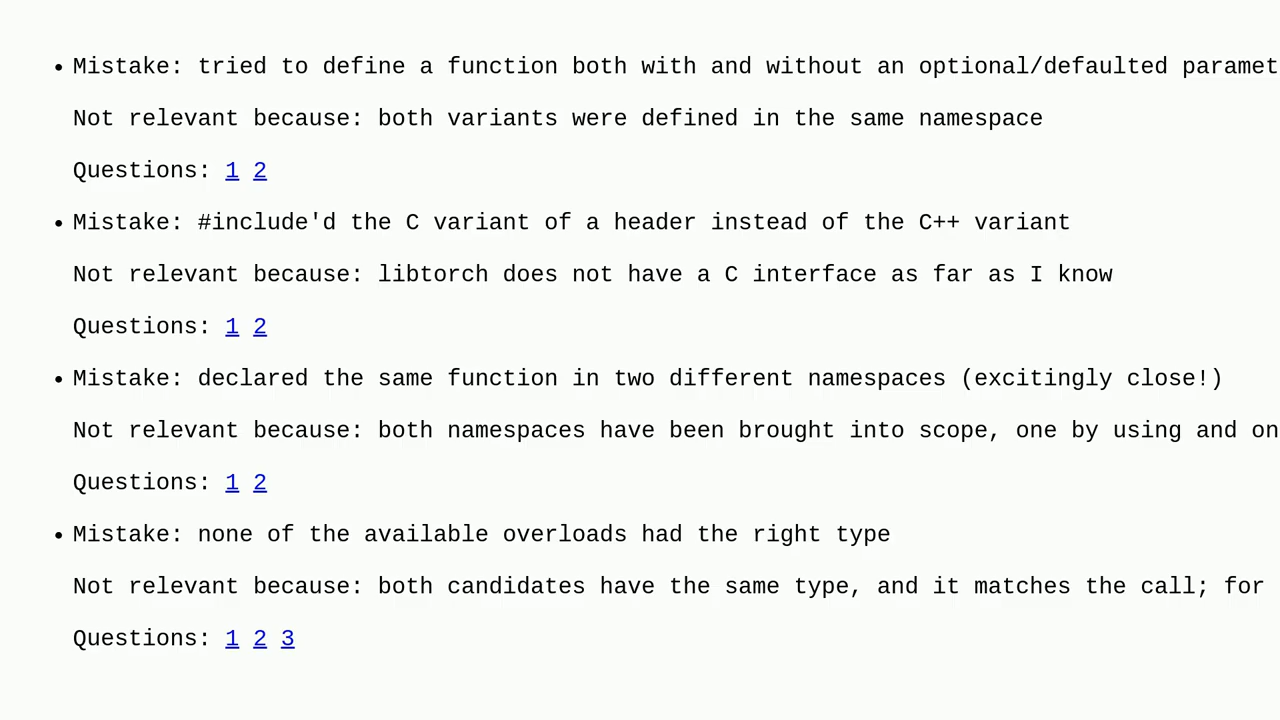 • Mistake: tried to define a function both with and without an optional/defaulted paramet
Not relevant because: both variants were defined in the same namespace
Questions: 1 2
• Mistake: #include'd the C variant of a header instead of the C++ variant
Not relevant because: libtorch does not have a C interface as far as I know
Questions: 1 2
• Mistake: declared the same function in two different namespaces (excitingly close!)
Not relevant because: both namespaces have been brought into scope, one by using and on
Questions: 1 2
• Mistake: none of the available overloads had the right type
Not relevant because: both candidates have the same type, and it matches the call; for
Questions: 1 2 3